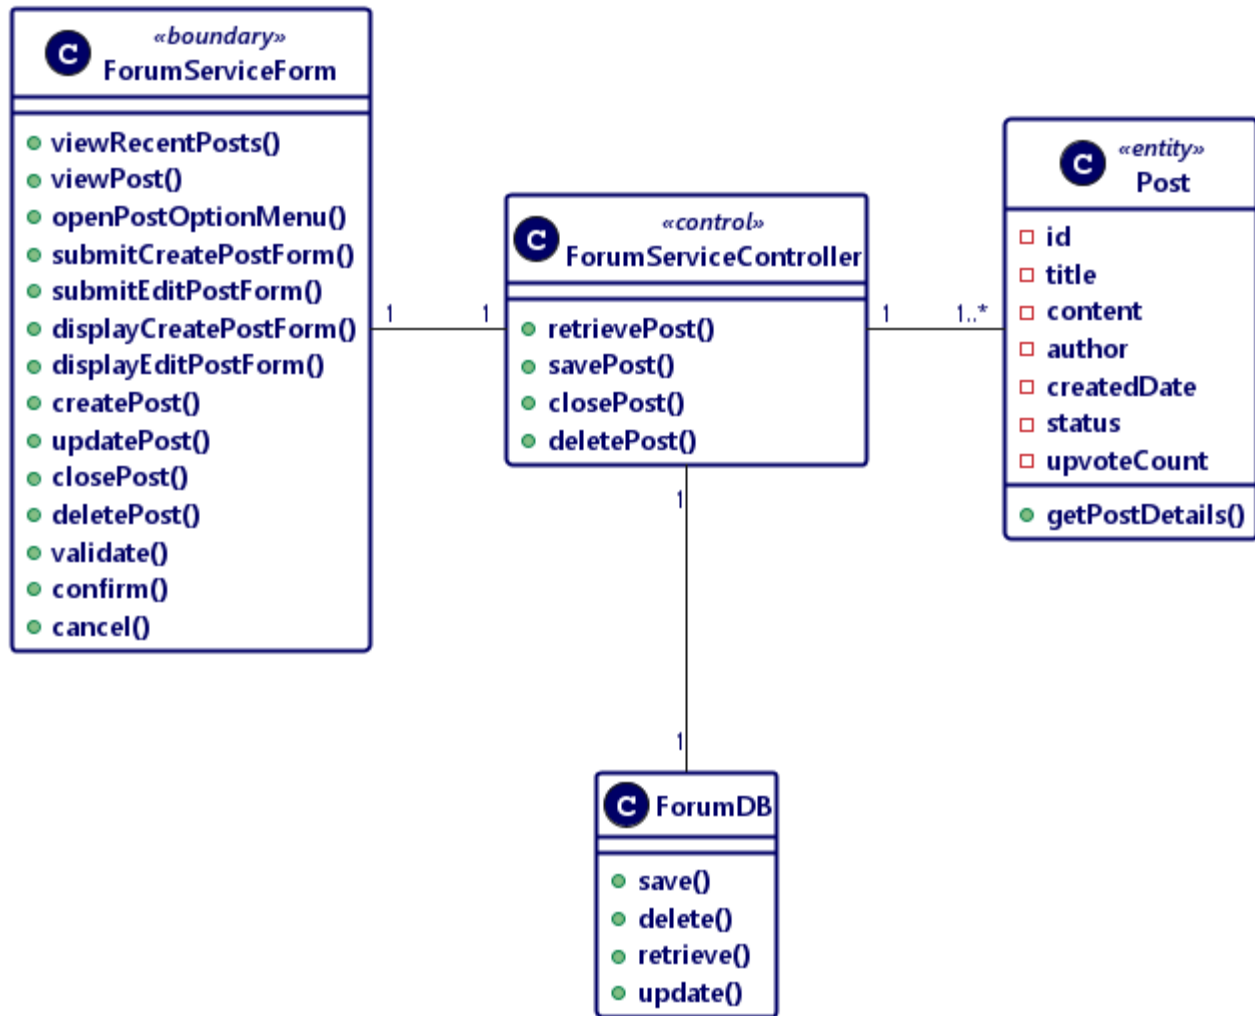 C
«boundary»
ForumServiceForm
viewRecentPosts()
viewPost()
openPostOptionMenu()
submitCreatePostForm()
submitEditPostForm()
displayCreatePostForm()
displayEditPostForm()
createPost()
updatePost()
closePost()
deletePost()
validate()
confirm()
cancel()
1
1
C
«control»
ForumServiceController
retrievePost()
savePost()
closePost()
deletePost()
1
1..*
C
«entity»
Post
id
title
content
author
createdDate
status
upvoteCount
getPostDetails()
1
1
C ForumDB
save()
delete()
retrieve()
update()